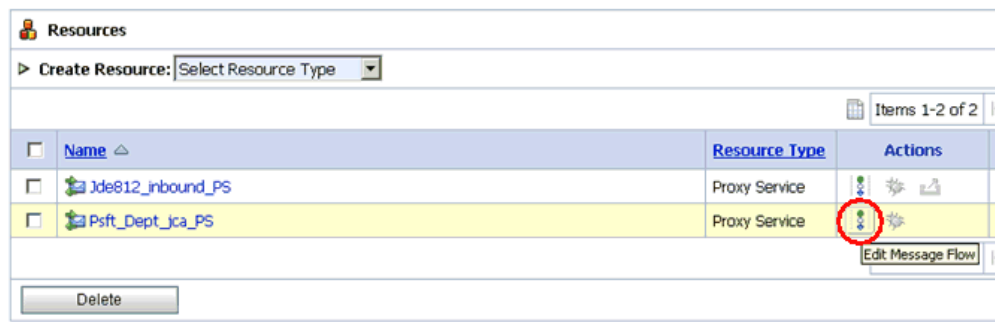 Resources
Create Resource: Select Resource Type
Items 1-2 of 2
Name Resource Type Actions
Jde812_inbound_PS Proxy Service
Psft_Dept_jca_PS Proxy Service
Edit Message Flow
Delete